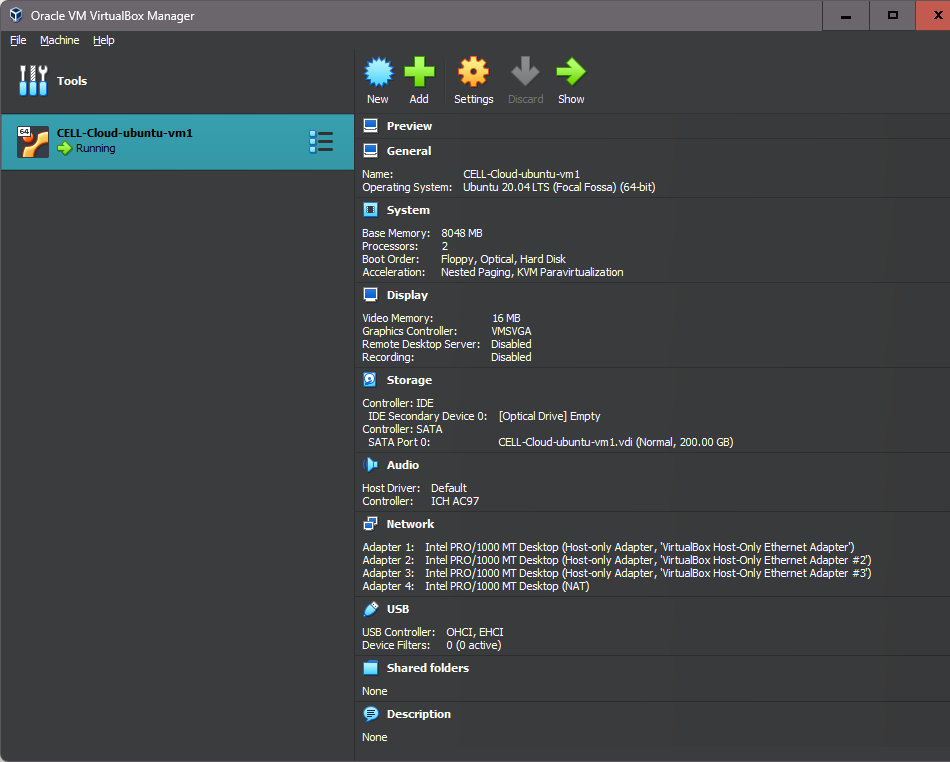 Oracle VM VirtualBox Manager
File Machine Help
Tools
New Add Settings Discard Show
64
CELL-Cloud-ubuntu-vm1
Running
Preview
General
Name: CELL-Cloud-ubuntu-vm1
Operating System: Ubuntu 20.04 LTS (Focal Fossa) (64-bit)
System
Base Memory: 8048 MB
Processors: 2
Boot Order: Floppy, Optical, Hard Disk
Acceleration: Nested Paging, KVM Paravirtualization
Display
Video Memory: 16 MB
Graphics Controller: VMSVGA
Remote Desktop Server: Disabled
Recording: Disabled
Storage
Controller: IDE
IDE Secondary Device 0: [Optical Drive] Empty
Controller: SATA
SATA Port 0: CELL-Cloud-ubuntu-vm1.vdi (Normal, 200.00 GB)
Audio
Host Driver: Default
Controller: ICH AC97
Network
Adapter 1: Intel PRO/1000 MT Desktop (Host-only Adapter, 'VirtualBox Host-Only Ethernet Adapter')
Adapter 2: Intel PRO/1000 MT Desktop (Host-only Adapter, 'VirtualBox Host-Only Ethernet Adapter #2')
Adapter 3: Intel PRO/1000 MT Desktop (Host-only Adapter, 'VirtualBox Host-Only Ethernet Adapter #3')
Adapter 4: Intel PRO/1000 MT Desktop (NAT)
USB
USB Controller: OHCI, EHCI
Device Filters: 0 (0 active)
Shared folders
None
Description
None